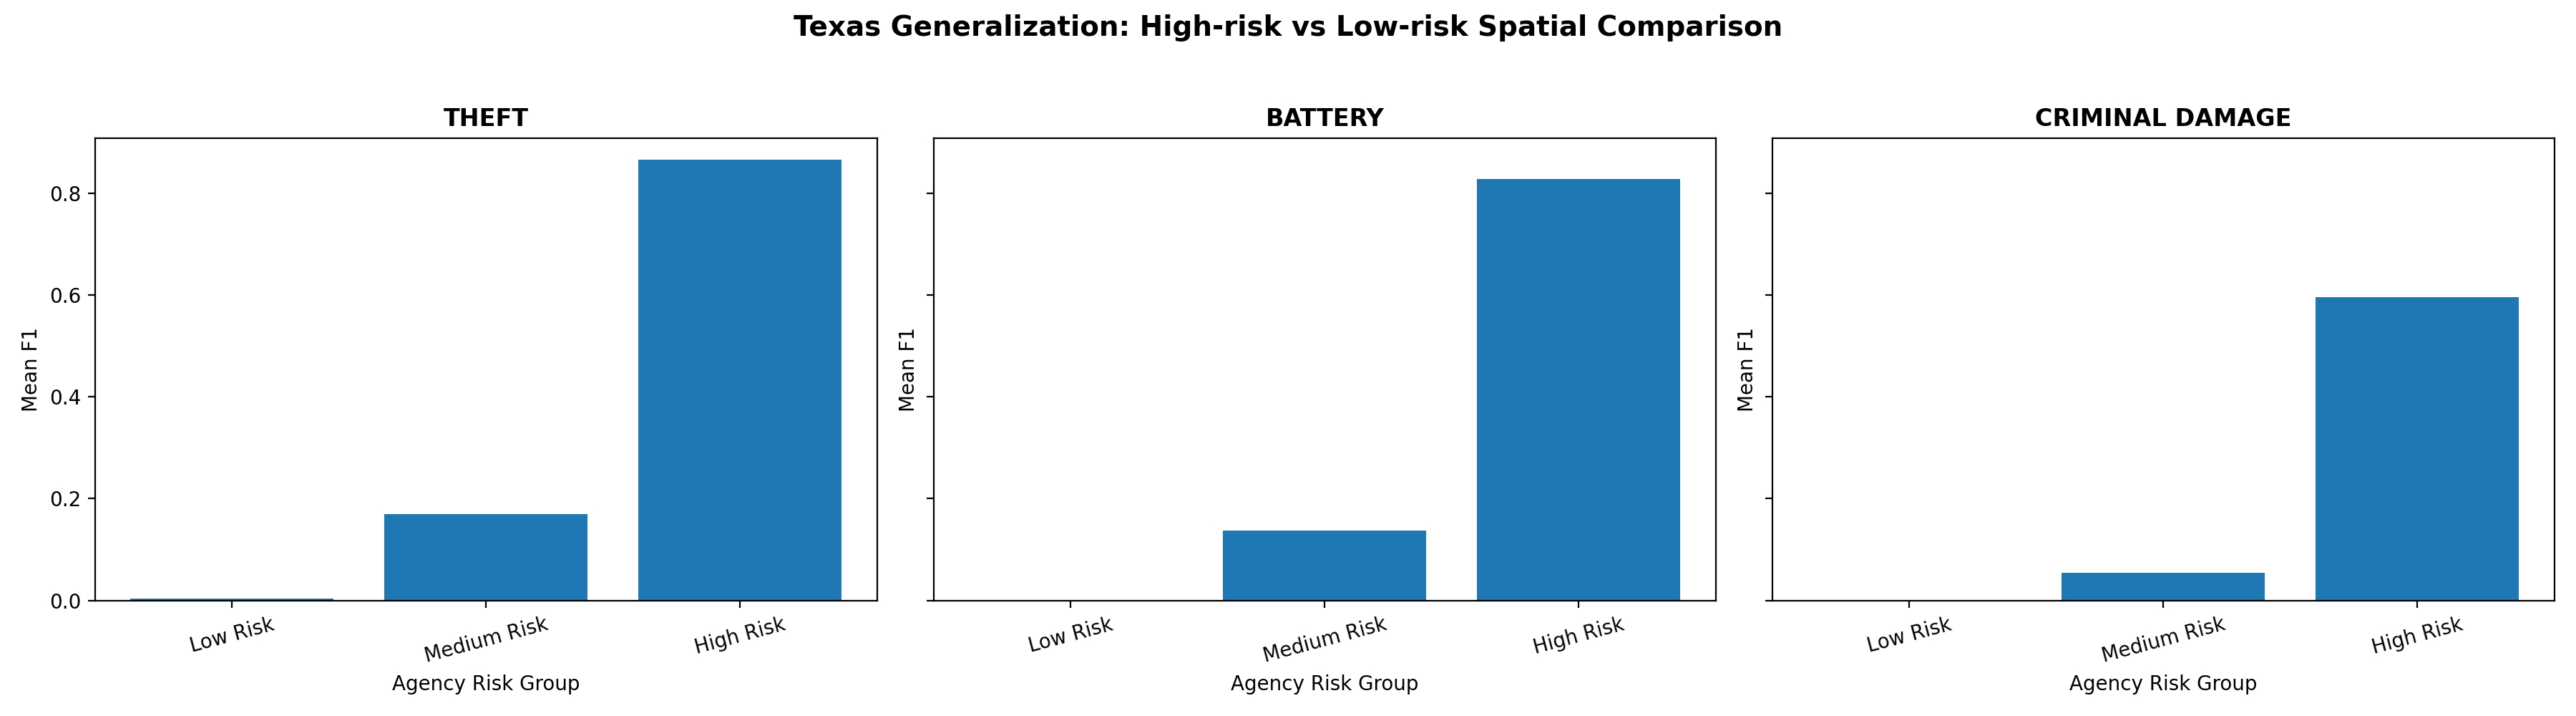 Texas Generalization: High-risk vs Low-risk Spatial Comparison
THEFT
Mean F1
0.8
0.6
0.4
0.2
0.0
Low Risk
Medium Risk
High Risk
Agency Risk Group
BATTERY
Mean F1
Low Risk
Medium Risk
High Risk
Agency Risk Group
CRIMINAL DAMAGE
Mean F1
Low Risk
Medium Risk
High Risk
Agency Risk Group